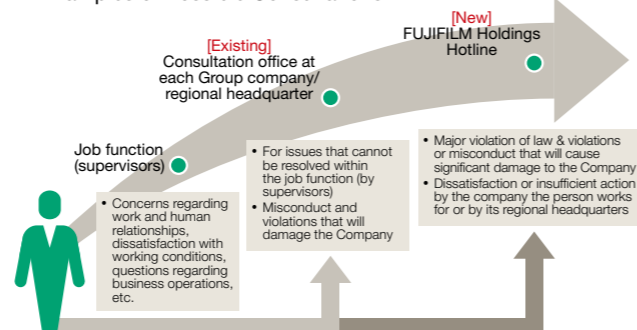 [New]
FUJIFILM Holdings
Hotline
[Existing]
Consultation office at
each Group company/
regional headquarter
Job function
(supervisors)
• Concerns regarding
work and human
relationships,
dissatisfaction with
working conditions,
questions regarding
business operations,
etc.
• For issues that cannot
be resolved within
the job function (by
supervisors)
• Misconduct and
violations that will
damage the Company
• Major violation of law & violations
or misconduct that will cause
significant damage to the Company
• Dissatisfaction or insufficient action
by the company the person works
for or by its regional headquarters